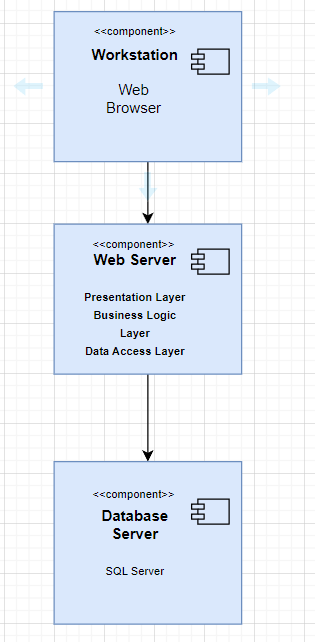 <<component>>
Workstation
Web
Browser
<<component>>
Web Server
Presentation Layer
Business Logic
Layer
Data Access Layer
<<component>>
Database
Server
SQL Server